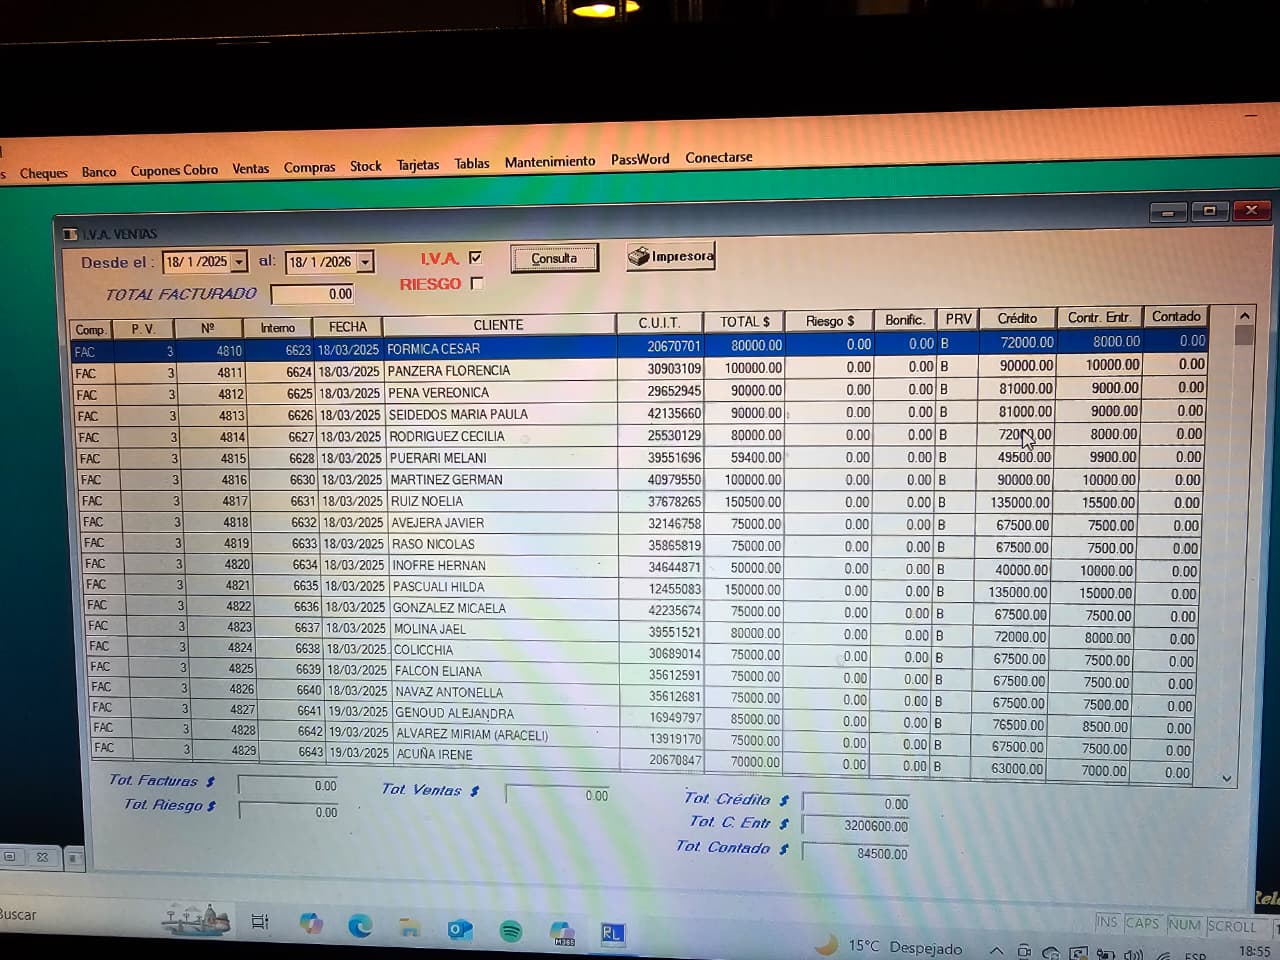 s Cheques Banco Cupones Cobro Ventas Compras Stock Tarjetas Tablas Mantenimiento PassWord Conectarse
I.V.A. VENTAS
Desde el : 18/ 1 /2025 al: 18/ 1 /2026 I.V.A. Consulta Impresora
RIESGO
TOTAL FACTURADO 0.00
Comp. P. V. Nº Interno FECHA CLIENTE C.U.I.T. TOTAL $ Riesgo $ Bonific. PRV Crédito Contr. Entr. Contado
FAC 3 4810 6623 18/03/2025 FORMICA CESAR 20670701 80000.00 0.00 0.00 B 72000.00 8000.00 0.00
FAC 3 4811 6624 18/03/2025 PANZERA FLORENCIA 30903109 100000.00 0.00 0.00 B 90000.00 10000.00 0.00
FAC 3 4812 6625 18/03/2025 PENA VEREONICA 29652945 90000.00 0.00 0.00 B 81000.00 9000.00 0.00
FAC 3 4813 6626 18/03/2025 SEIDEDOS MARIA PAULA 42135660 90000.00 0.00 0.00 B 81000.00 9000.00 0.00
FAC 3 4814 6627 18/03/2025 RODRIGUEZ CECILIA 25530129 80000.00 0.00 0.00 B 72000.00 8000.00 0.00
FAC 3 4815 6628 18/03/2025 PUERARI MELANI 39551696 59400.00 0.00 0.00 B 49500.00 9900.00 0.00
FAC 3 4816 6630 18/03/2025 MARTINEZ GERMAN 40979550 100000.00 0.00 0.00 B 90000.00 10000.00 0.00
FAC 3 4817 6631 18/03/2025 RUIZ NOELIA 37678265 150500.00 0.00 0.00 B 135000.00 15500.00 0.00
FAC 3 4818 6632 18/03/2025 AVEJERA JAVIER 32146758 75000.00 0.00 0.00 B 67500.00 7500.00 0.00
FAC 3 4819 6633 18/03/2025 RASO NICOLAS 35865819 75000.00 0.00 0.00 B 67500.00 7500.00 0.00
FAC 3 4820 6634 18/03/2025 INOFRE HERNAN 34644871 50000.00 0.00 0.00 B 40000.00 10000.00 0.00
FAC 3 4821 6635 18/03/2025 PASCUALI HILDA 12455083 150000.00 0.00 0.00 B 135000.00 15000.00 0.00
FAC 3 4822 6636 18/03/2025 GONZALEZ MICAELA 42235674 75000.00 0.00 0.00 B 67500.00 7500.00 0.00
FAC 3 4823 6637 18/03/2025 MOLINA JAEL 39551521 80000.00 0.00 0.00 B 72000.00 8000.00 0.00
FAC 3 4824 6638 18/03/2025 COLICCHIA 30689014 75000.00 0.00 0.00 B 67500.00 7500.00 0.00
FAC 3 4825 6639 18/03/2025 FALCON ELIANA 35612591 75000.00 0.00 0.00 B 67500.00 7500.00 0.00
FAC 3 4826 6640 18/03/2025 NAVAZ ANTONELLA 35612681 75000.00 0.00 0.00 B 67500.00 7500.00 0.00
FAC 3 4827 6641 19/03/2025 GENOUD ALEJANDRA 16949797 85000.00 0.00 0.00 B 76500.00 8500.00 0.00
FAC 3 4828 6642 19/03/2025 ALVAREZ MIRIAM (ARACELI) 13919170 75000.00 0.00 0.00 B 67500.00 7500.00 0.00
FAC 3 4829 6643 19/03/2025 ACUÑA IRENE 20670847 70000.00 0.00 0.00 B 63000.00 7000.00 0.00
Tot. Facturas $ 0.00 Tot. Ventas $ 0.00 Tot. Crédito $ 0.00
Tot. Riesgo $ 0.00 Tot. C. Entr $ 3200600.00
Tot. Contado $ 84500.00
INS CAPS NUM SCROLL
Buscar M365 RL 15°C Despejado ESP 18:55